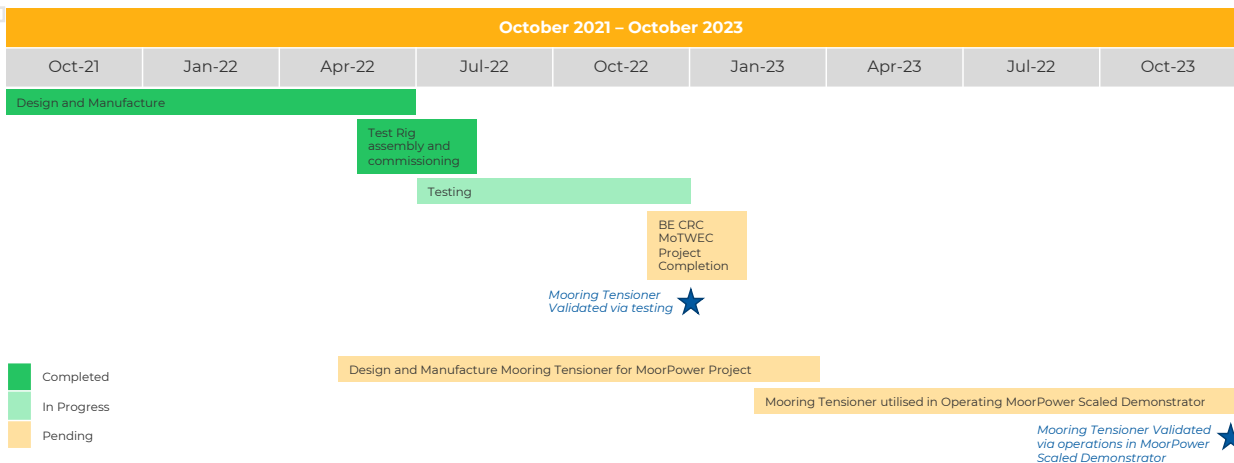 October 2021 – October 2023
Oct-21 Jan-22 Apr-22 Jul-22 Oct-22 Jan-23 Apr-23 Jul-22 Oct-23
Design and Manufacture
Test Rig
assembly and
commissioning
Testing
BE CRC
MoTWEC
Project
Completion
Mooring Tensioner
Validated via testing
Design and Manufacture Mooring Tensioner for MoorPower Project
Mooring Tensioner utilised in Operating MoorPower Scaled Demonstrator
Mooring Tensioner Validated
via operations in MoorPower
Scaled Demonstrator
Completed
In Progress
Pending